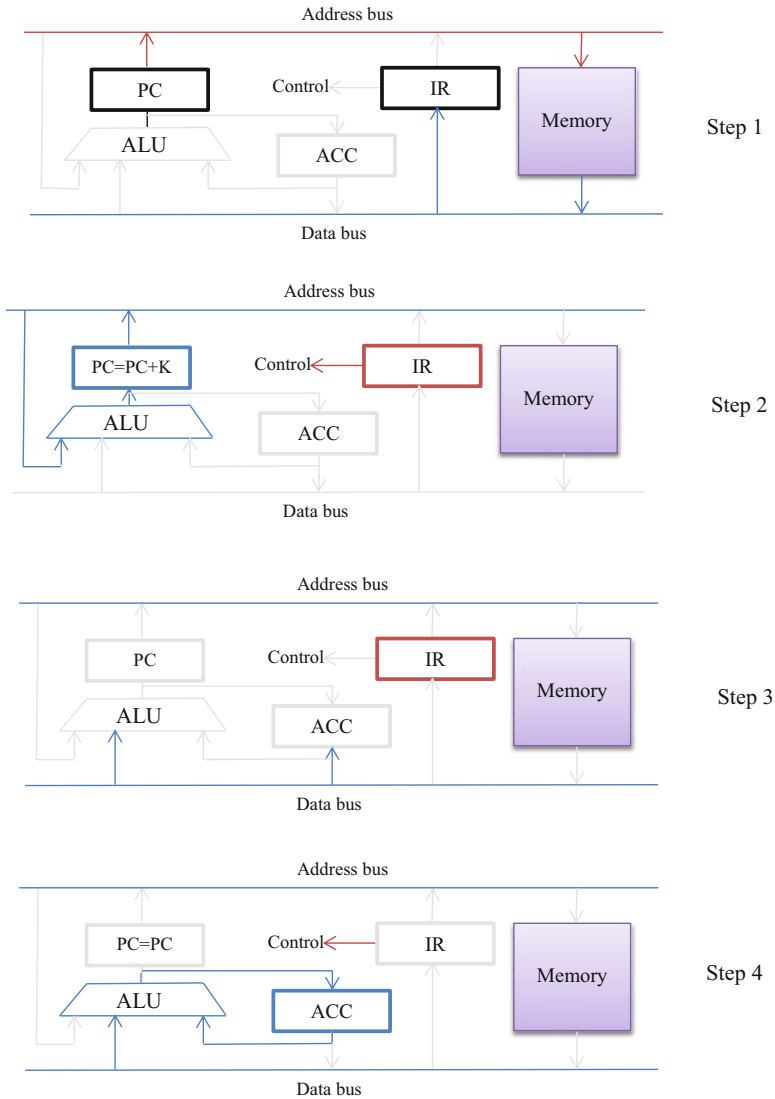 Address bus
PC
Control
IR
Memory
Step 1
ALU
ACC
Data bus
Address bus
PC=PC+K
Control
IR
Memory
Step 2
ALU
ACC
Data bus
Address bus
PC
Control
IR
Memory
Step 3
ALU
ACC
Data bus
Address bus
PC=PC
Control
IR
Memory
Step 4
ALU
ACC
Data bus